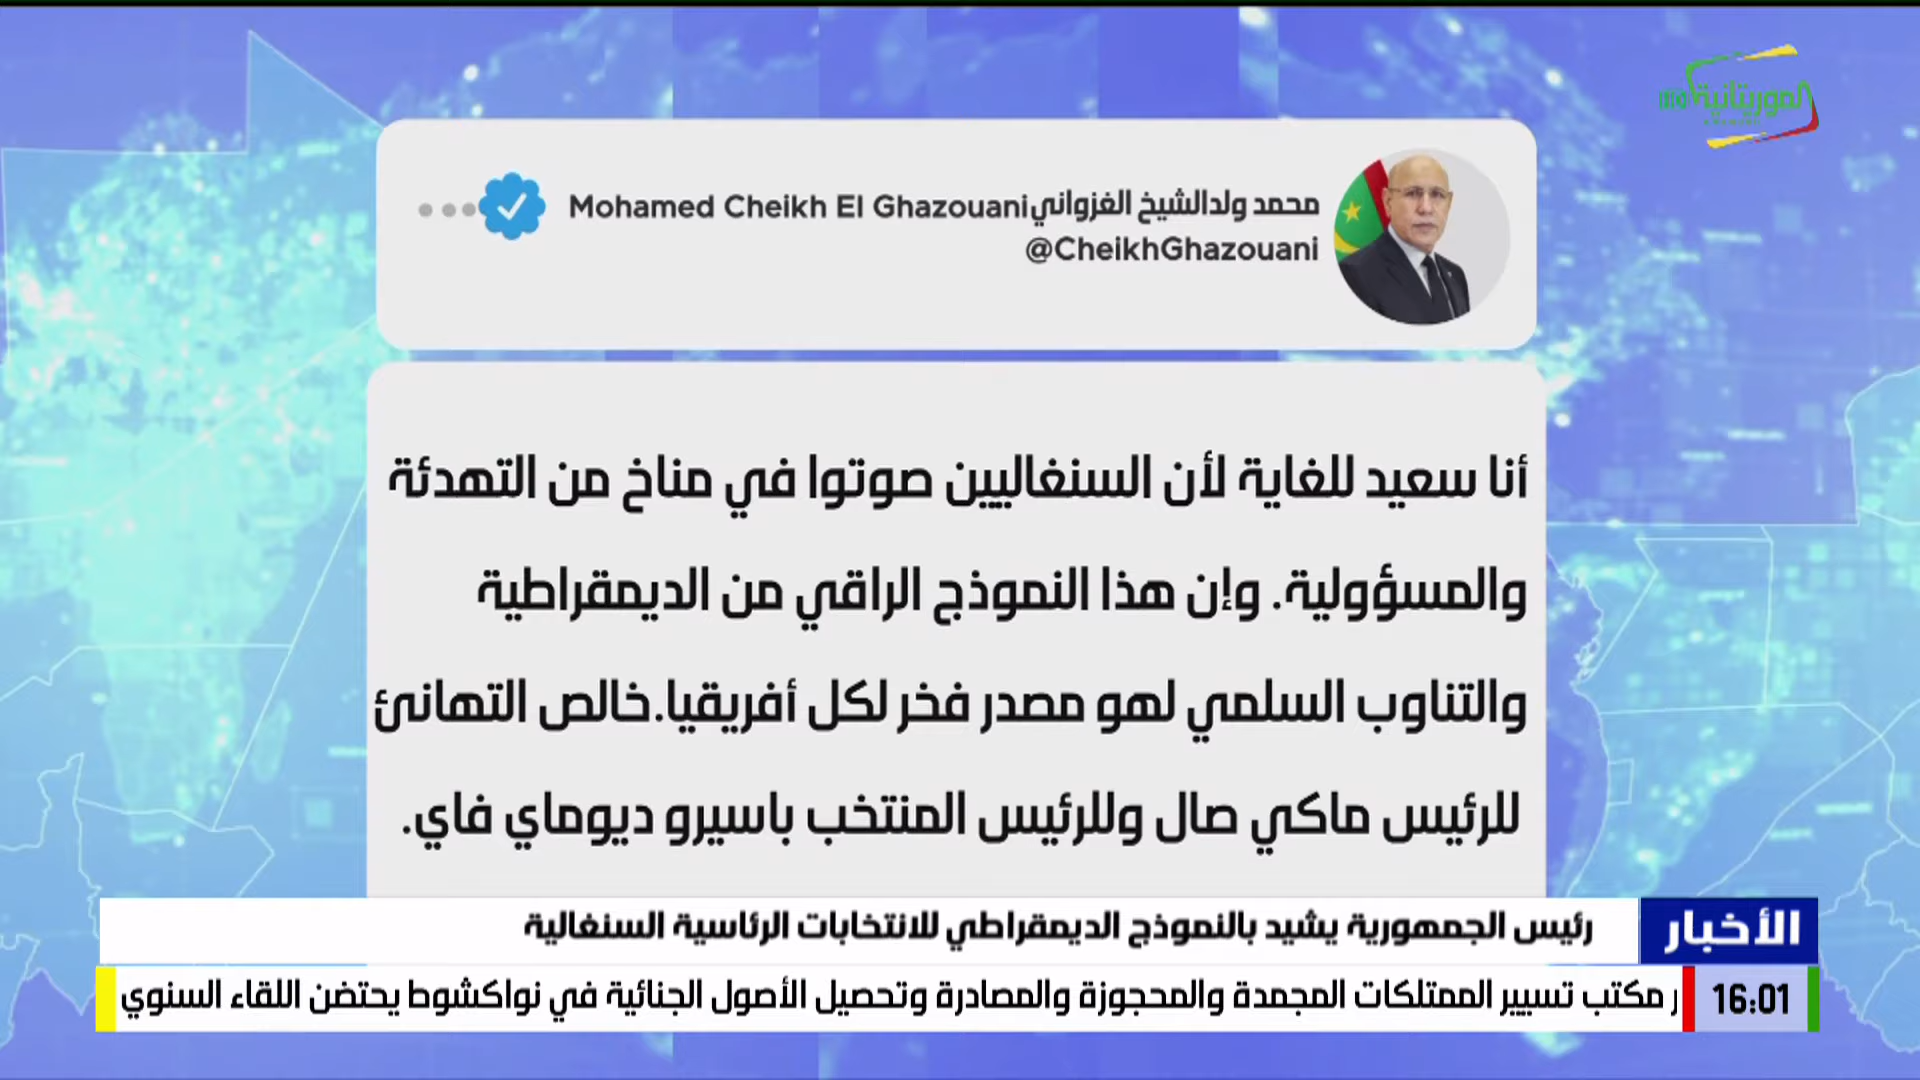 الموريتانية
محمد ولدالشيخ الغزواني Mohamed Cheikh El Ghazouani
@CheikhGhazouani
أنا سعيد للغاية لأن السنغاليين صوتوا في مناخ من التهدئة
والمسؤولية. وإن هذا النموذج الراقي من الديمقراطية
والتناوب السلمي لهو مصدر فخر لكل أفريقيا.خالص التهانئ
للرئيس ماكي صال وللرئيس المنتخب باسيرو ديوماي فاي.
الأخبار
رئيس الجمهورية يشيد بالنموذج الديمقراطي للانتخابات الرئاسية السنغالية
16:01
مكتب تسيير الممتلكات المجمدة والمحجوزة والمصادرة وتحصيل الأصول الجنائية في نواكشوط يحتضن اللقاء السنوي